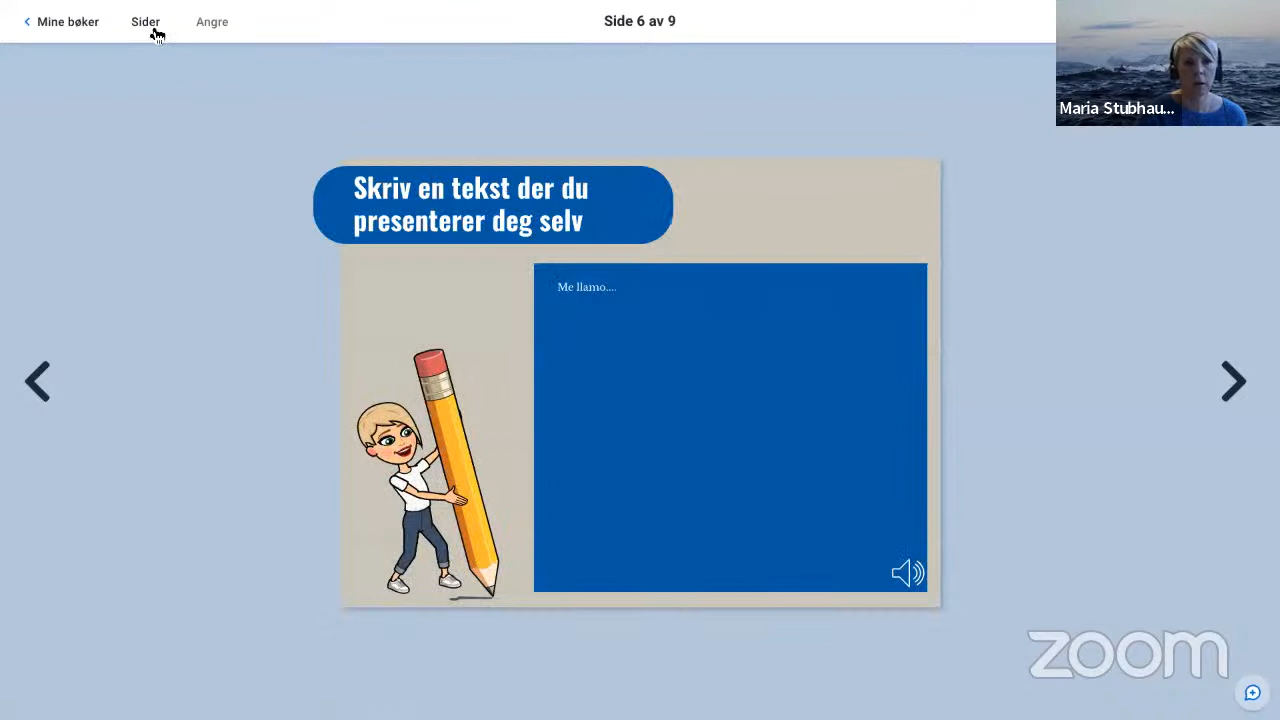 Mine bøker
Sider
Angre
Side 6 av 9
Maria Stubhau...
Skriv en tekst der du
presenterer deg selv
Me llamo....
zoom